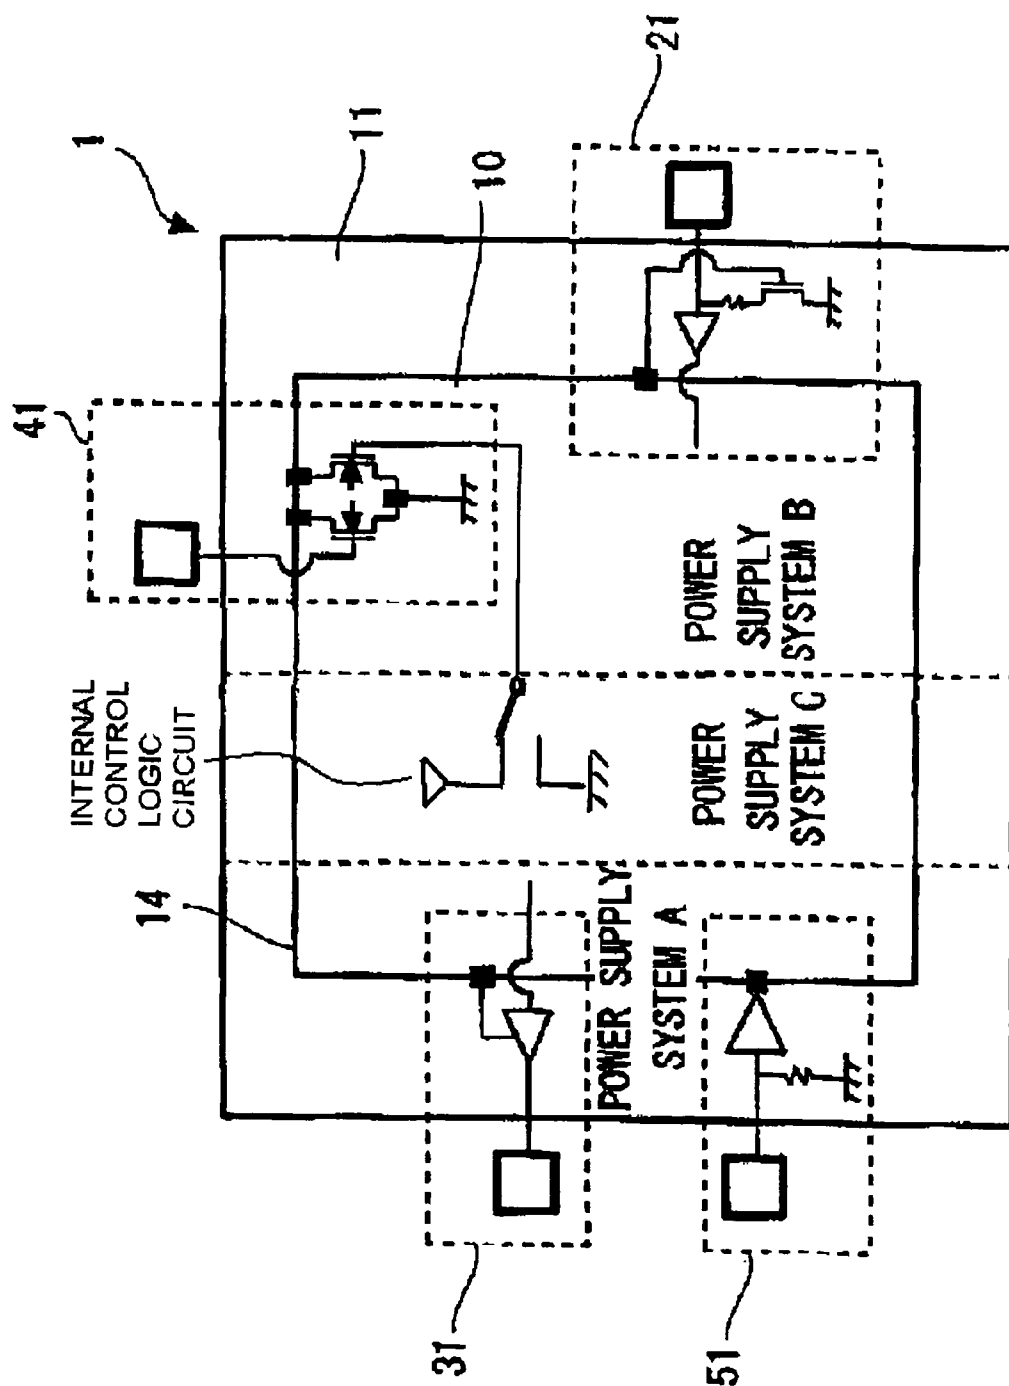 1
11
10
21
41
INTERNAL
CONTROL
LOGIC
CIRCUIT
14
POWER
SUPPLY
SYSTEM B
POWER
SUPPLY
SYSTEM C
POWER SUPPLY
SYSTEM A
31
51